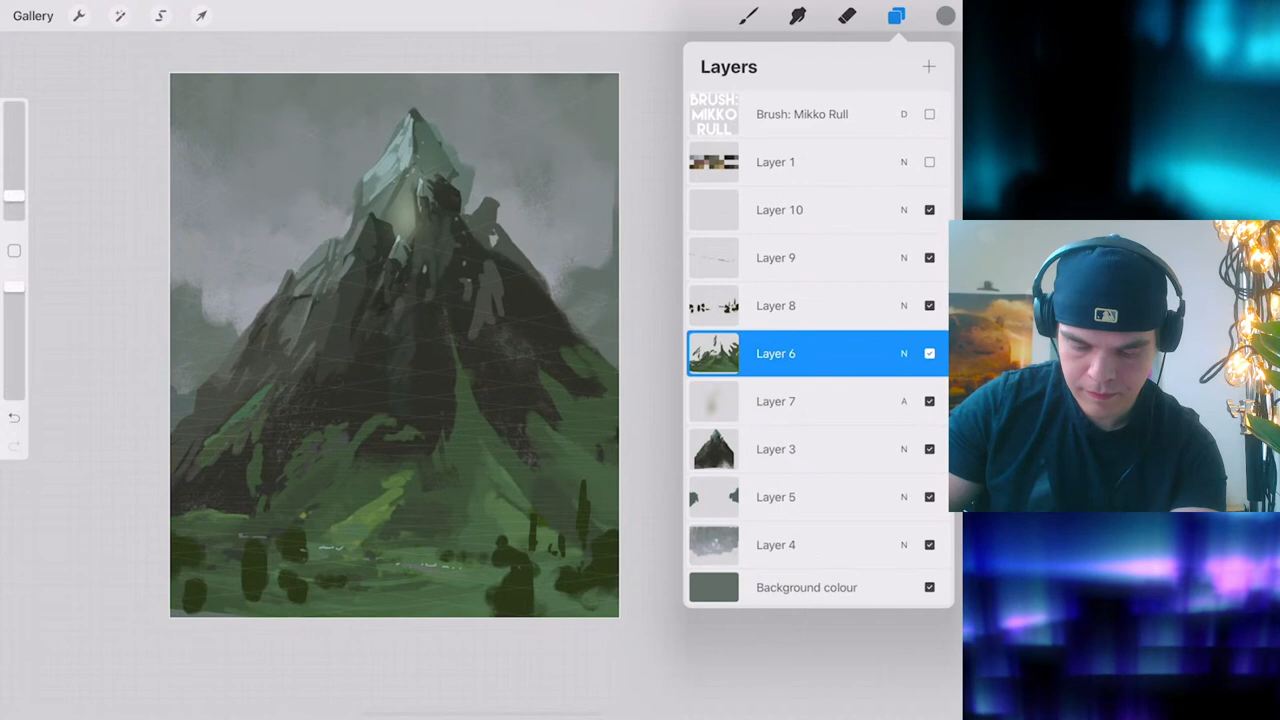 Gallery
Layers
BRUSH:
MIKKO
RULL
Brush: Mikko Rull
D
Layer 1
N
Layer 10
N
Layer 9
N
Layer 8
N
Layer 6
N
Layer 7
A
Layer 3
N
Layer 5
N
Layer 4
N
Background colour